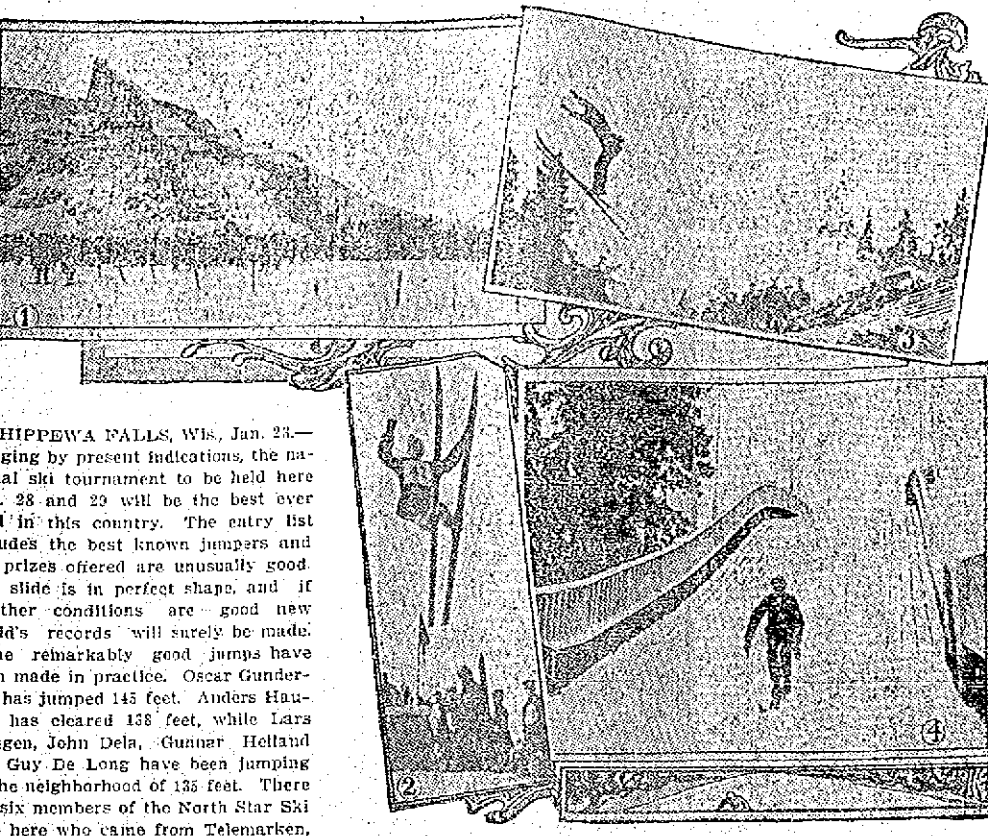 HIPPEWA FALLS, Wis., Jan. 23.—
ging by present indications, the na-
al ski tournament to be held here
. 28 and 29 will be the best ever
d in this country. The entry list
udes the best known jumpers and
prizes offered are unusually good.
slide is in perfect shape, and if
ther conditions are good new
ld's records will surely be made.
ne remarkably good jumps have
n made in practice. Oscar Gunder-
has jumped 145 feet. Anders Hau-
has cleared 138 feet, while Lars
gen, John Dela, Gunnar Helland
Guy De Long have been jumping
he neighborhood of 135 feet. There
six members of the North Star Ski
here who came from Telemarken,
1
3
2
4